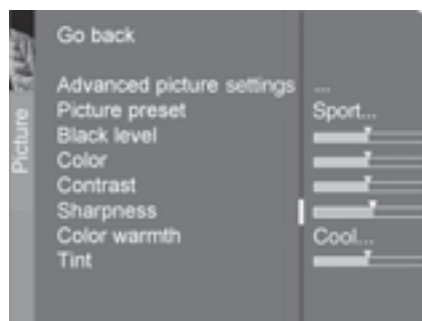 Picture
Go back
Advanced picture settings ...
Picture preset Sport...
Black level
Color
Contrast
Sharpness
Color warmth Cool...
Tint